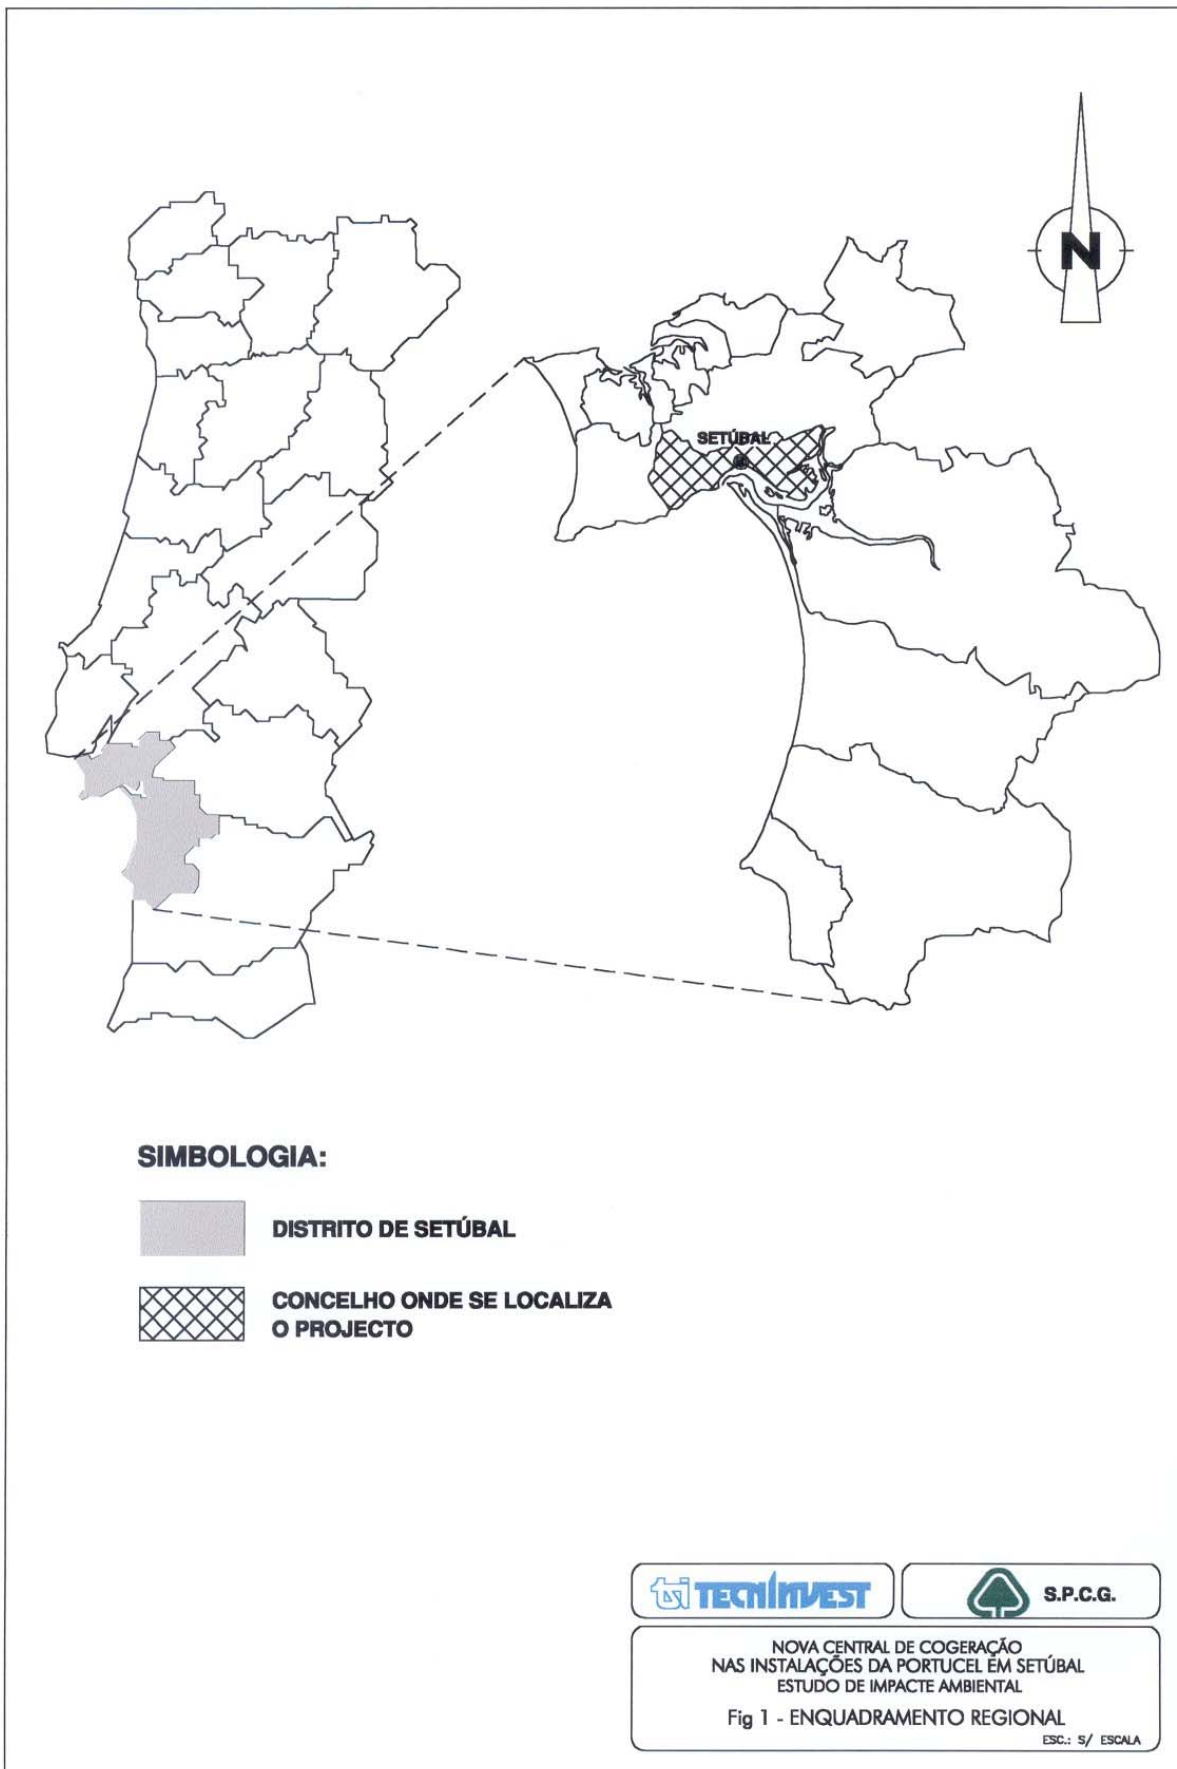 N
SETÚBAL
SIMBOLOGIA:
DISTRITO DE SETÚBAL
CONCELHO ONDE SE LOCALIZA
O PROJECTO
tsi TECNINVEST
S.P.C.G.
NOVA CENTRAL DE COGERAÇÃO
NAS INSTALAÇÕES DA PORTUCEL EM SETÚBAL
ESTUDO DE IMPACTE AMBIENTAL
Fig 1 - ENQUADRAMENTO REGIONAL
ESC.: S/ ESCALA